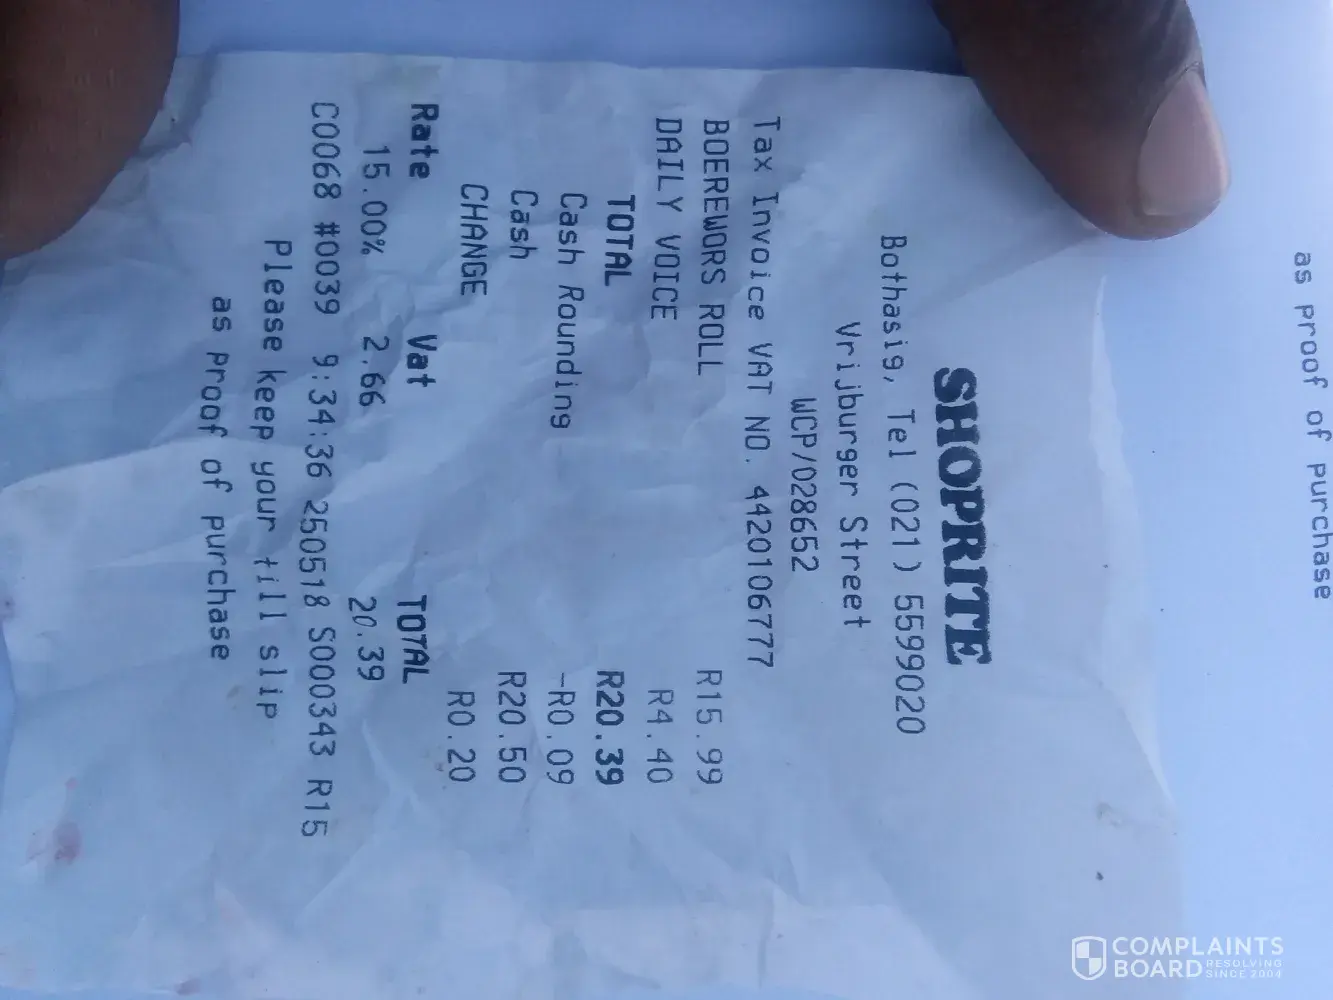 as proof of purchase
SHOPRITE
Bothasig, Tel (021) 5599020
Vrijburger Street
WCP/028652
Tax Invoice VAT NO. 4420106777
BOEREWORS ROLL R15.99
DAILY VOICE R4.40
TOTAL R20.39
Cash Rounding -R0.09
Cash R20.50
CHANGE R0.20
Rate Vat TOTAL
15.00% 2.66 20.39
C0068 #0039 9:34:36 250518 S000343 R15
Please keep your till slip
as proof of purchase
COMPLAINTS
BOARD RESOLVING SINCE 2004